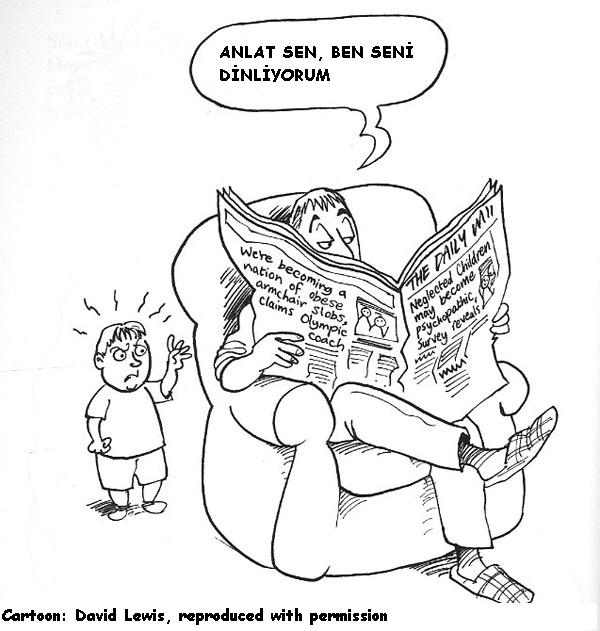 ANLAT SEN, BEN SENİ
DİNLİYORUM
We're becoming a
nation of obese
armchair slobs,
claims Olympic
coach
THE DAILY
Neglected Children
may become
psychopathic,
survey reveals
Cartoon: David Lewis, reproduced with permission